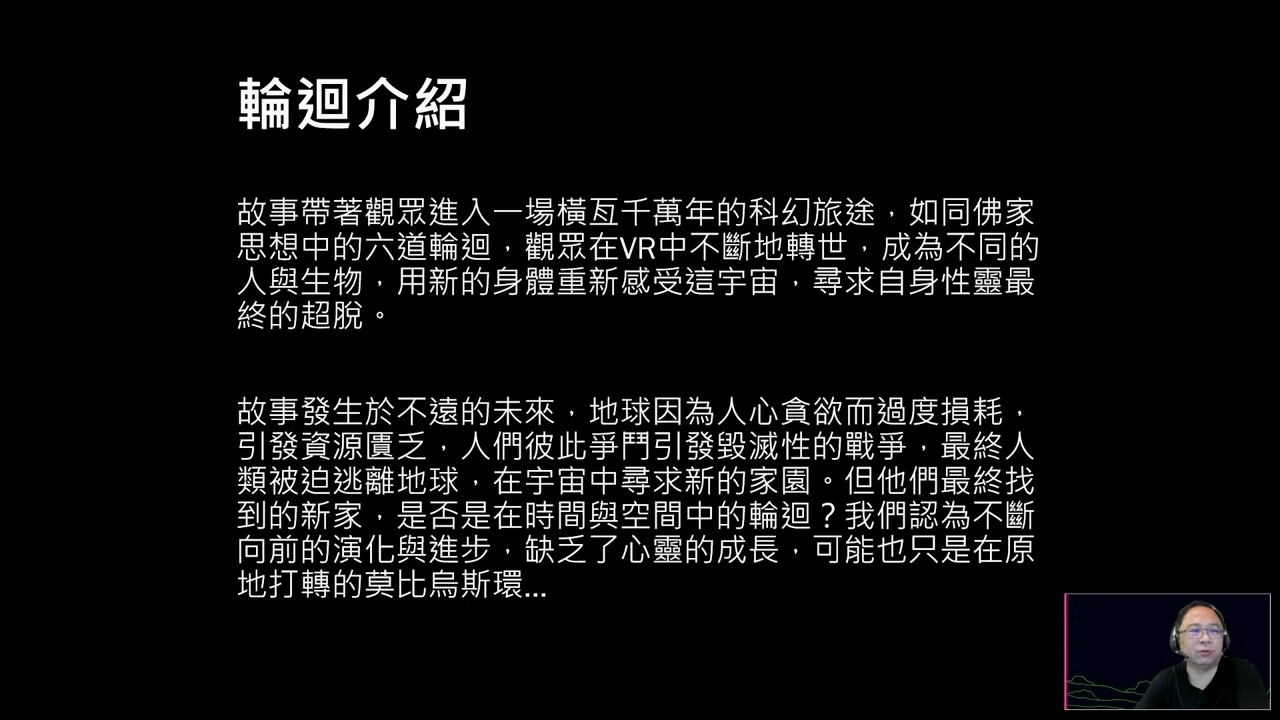 輪迴介紹
故事帶著觀眾進入一場橫亙千萬年的科幻旅途，如同佛家
思想中的六道輪迴，觀眾在VR中不斷地轉世，成為不同的
人與生物，用新的身體重新感受這宇宙，尋求自身性靈最
終的超脫。
故事發生於不遠的未來，地球因為人心貪欲而過度損耗，
引發資源匱乏，人們彼此爭鬥引發毀滅性的戰爭，最終人
類被迫逃離地球，在宇宙中尋求新的家園。但他們最終找
到的新家，是否是在時間與空間中的輪迴？我們認為不斷
向前的演化與進步，缺乏了心靈的成長，可能也只是在原
地打轉的莫比烏斯環...